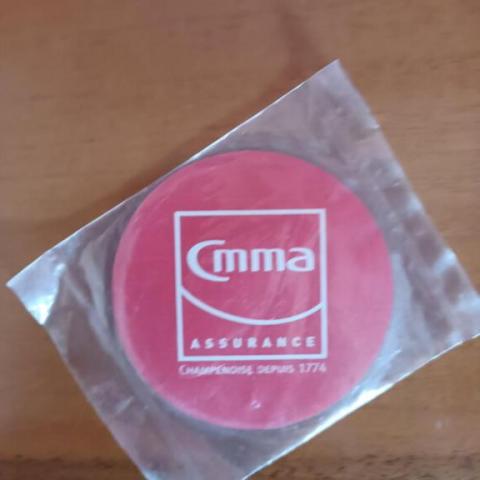 Cmma
ASSURANCE
CHAMPENOISE DEPUIS 1774